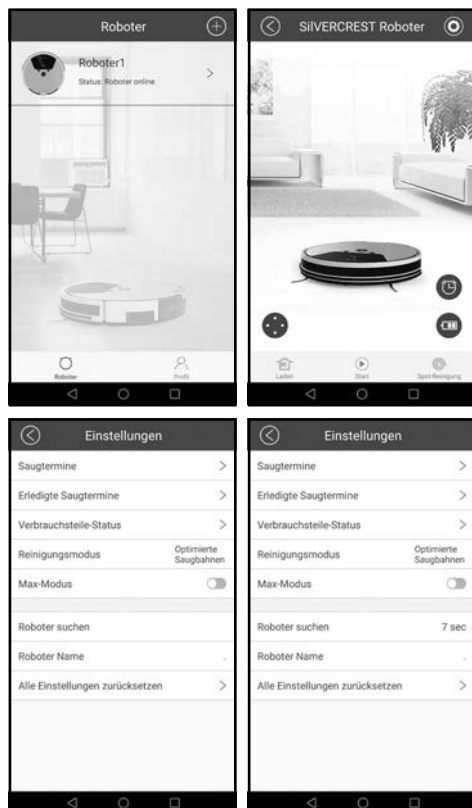 Roboter
Roboter1
Status: Roboter online
Roboter
Profil
SilVERCREST Roboter
Laden
Start
Spot-Reinigung
Einstellungen
Saugtermine
Erledigte Saugtermine
Verbrauchsteile-Status
Reinigungsmodus Optimierte
Saugbahnen
Max-Modus
Roboter suchen
Roboter Name .
Alle Einstellungen zurücksetzen
Einstellungen
Saugtermine
Erledigte Saugtermine
Verbrauchsteile-Status
Reinigungsmodus Optimierte
Saugbahnen
Max-Modus
Roboter suchen 7 sec
Roboter Name .
Alle Einstellungen zurücksetzen